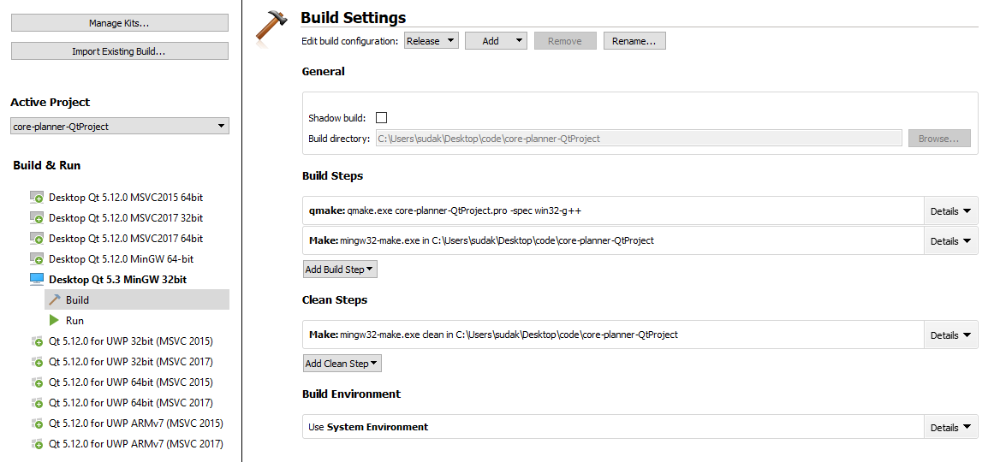 Manage Kits...
Import Existing Build...
Active Project
core-planner-QtProject
Build & Run
Desktop Qt 5.12.0 MSVC2015 64bit
Desktop Qt 5.12.0 MSVC2017 32bit
Desktop Qt 5.12.0 MSVC2017 64bit
Desktop Qt 5.12.0 MinGW 64-bit
Desktop Qt 5.3 MinGW 32bit
Build
Run
Qt 5.12.0 for UWP 32bit (MSVC 2015)
Qt 5.12.0 for UWP 32bit (MSVC 2017)
Qt 5.12.0 for UWP 64bit (MSVC 2015)
Qt 5.12.0 for UWP 64bit (MSVC 2017)
Qt 5.12.0 for UWP ARMv7 (MSVC 2015)
Qt 5.12.0 for UWP ARMv7 (MSVC 2017)
Build Settings
Edit build configuration: Release Add Remove Rename...
General
Shadow build:
Build directory: C:\Users\sudak\Desktop\code\core-planner-QtProject Browse...
Build Steps
qmake: qmake.exe core-planner-QtProject.pro -spec win32-g++ Details
Make: mingw32-make.exe in C:\Users\sudak\Desktop\code\core-planner-QtProject Details
Add Build Step
Clean Steps
Make: mingw32-make.exe clean in C:\Users\sudak\Desktop\code\core-planner-QtProject Details
Add Clean Step
Build Environment
Use System Environment Details